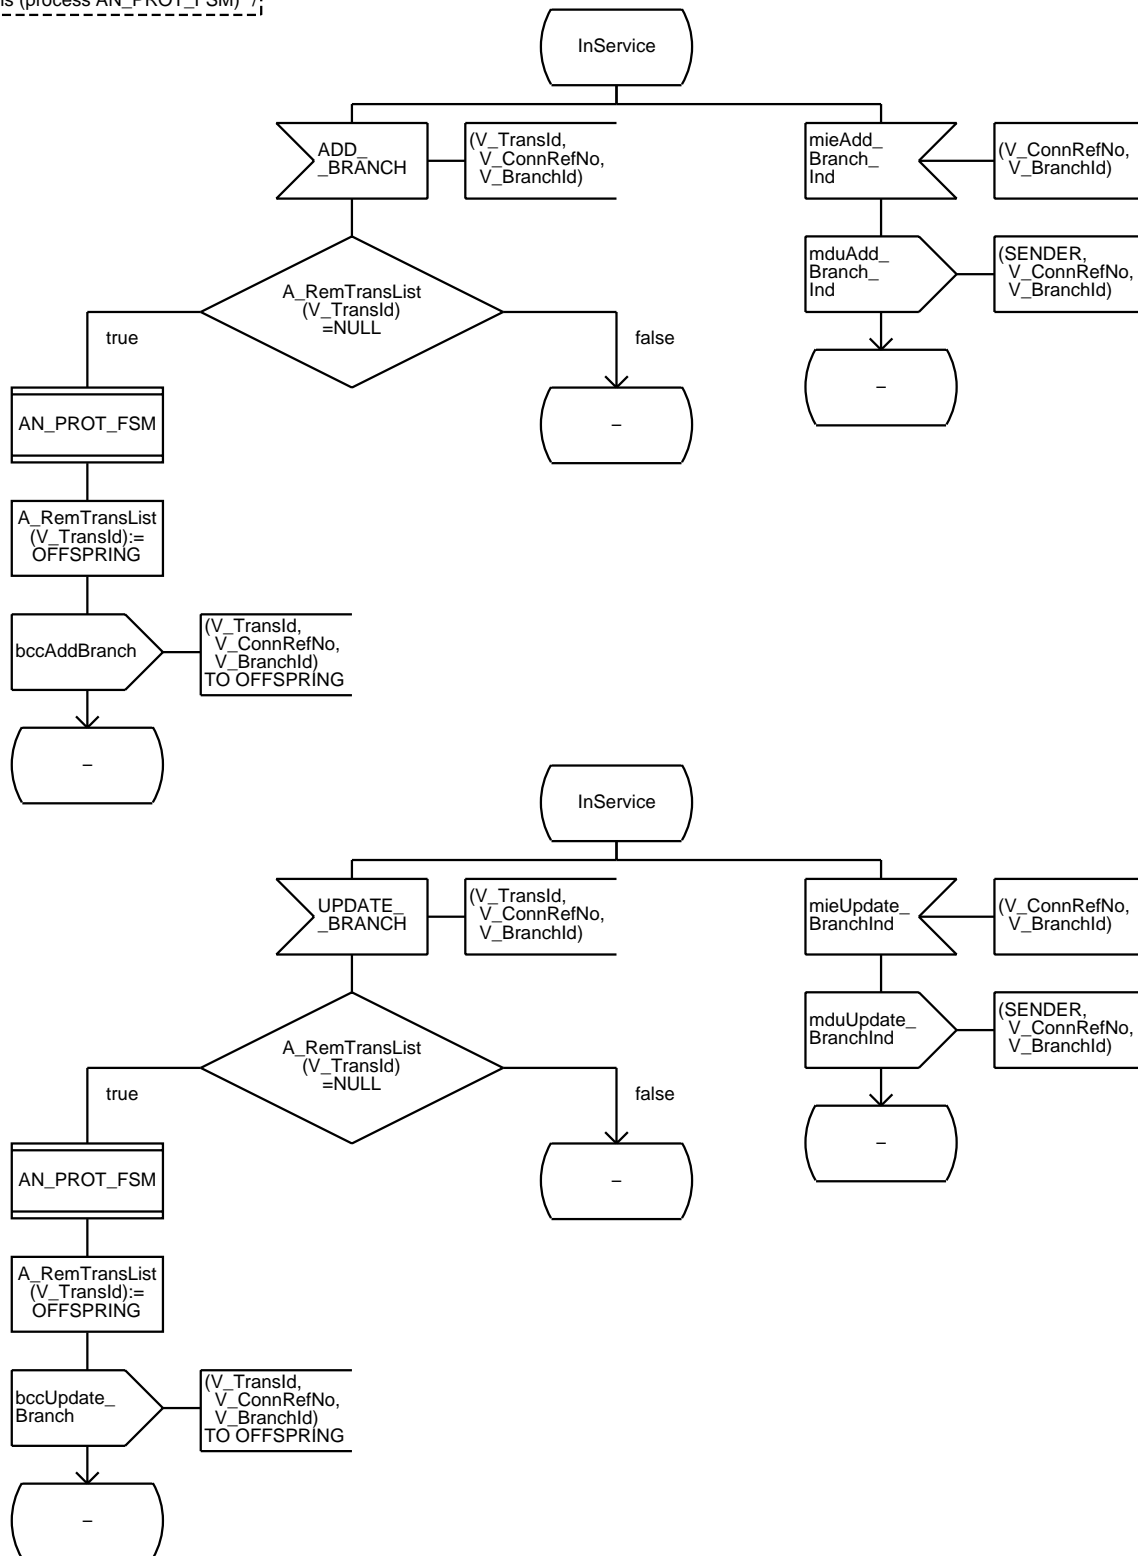 (process AN_PROT_FSM) */
InService
ADD_
_BRANCH
(V_TransId,
V_ConnRefNo,
V_BranchId)
mieAdd_
Branch_
Ind
(V_ConnRefNo,
V_BranchId)
A_RemTransList
(V_TransId)
=NULL
mduAdd_
Branch_
Ind
(SENDER,
V_ConnRefNo,
V_BranchId)
true
false
–
AN_PROT_FSM
–
A_RemTransList
(V_TransId):=
OFFSPRING
bccAddBranch
(V_TransId,
V_ConnRefNo,
V_BranchId)
TO OFFSPRING
–
InService
UPDATE_
_BRANCH
(V_TransId,
V_ConnRefNo,
V_BranchId)
mieUpdate_
BranchInd
(V_ConnRefNo,
V_BranchId)
A_RemTransList
(V_TransId)
=NULL
mduUpdate_
BranchInd
(SENDER,
V_ConnRefNo,
V_BranchId)
true
false
–
AN_PROT_FSM
–
A_RemTransList
(V_TransId):=
OFFSPRING
bccUpdate_
Branch
(V_TransId,
V_ConnRefNo,
V_BranchId)
TO OFFSPRING
–